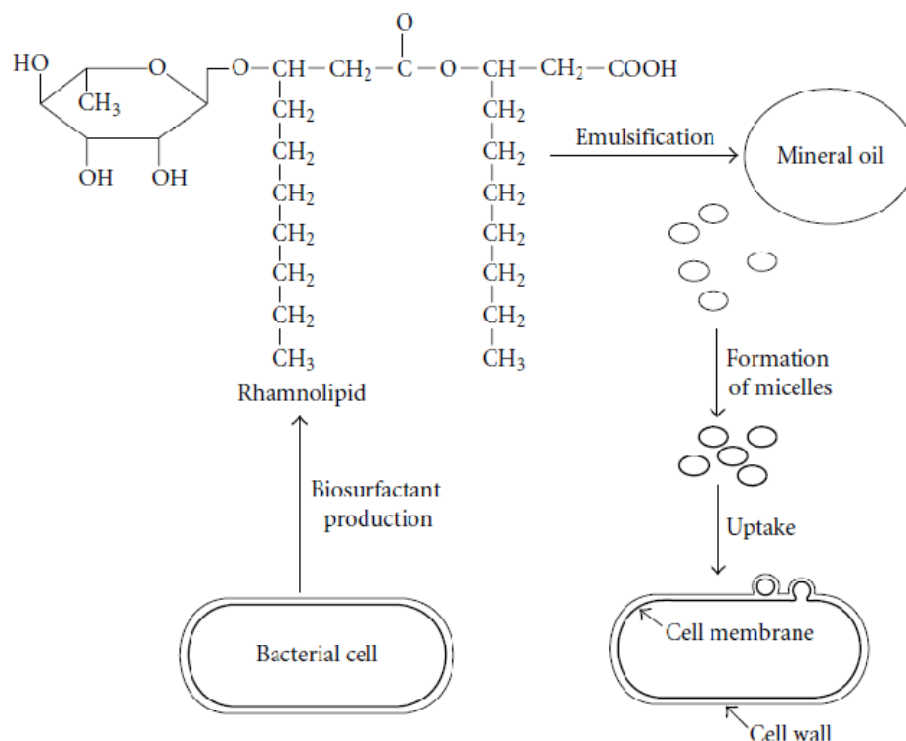 O
HO
O
O–CH–CH2–C–O–CH–CH2–COOH
CH3
CH2
CH2
OH
OH
CH2
CH2
CH2
CH2
CH2
CH2
CH2
CH2
CH2
CH2
CH3
CH3
Rhamnolipid
Emulsification
Mineral oil
Formation
of micelles
Biosurfactant
production
Uptake
Bacterial cell
Cell membrane
Cell wall